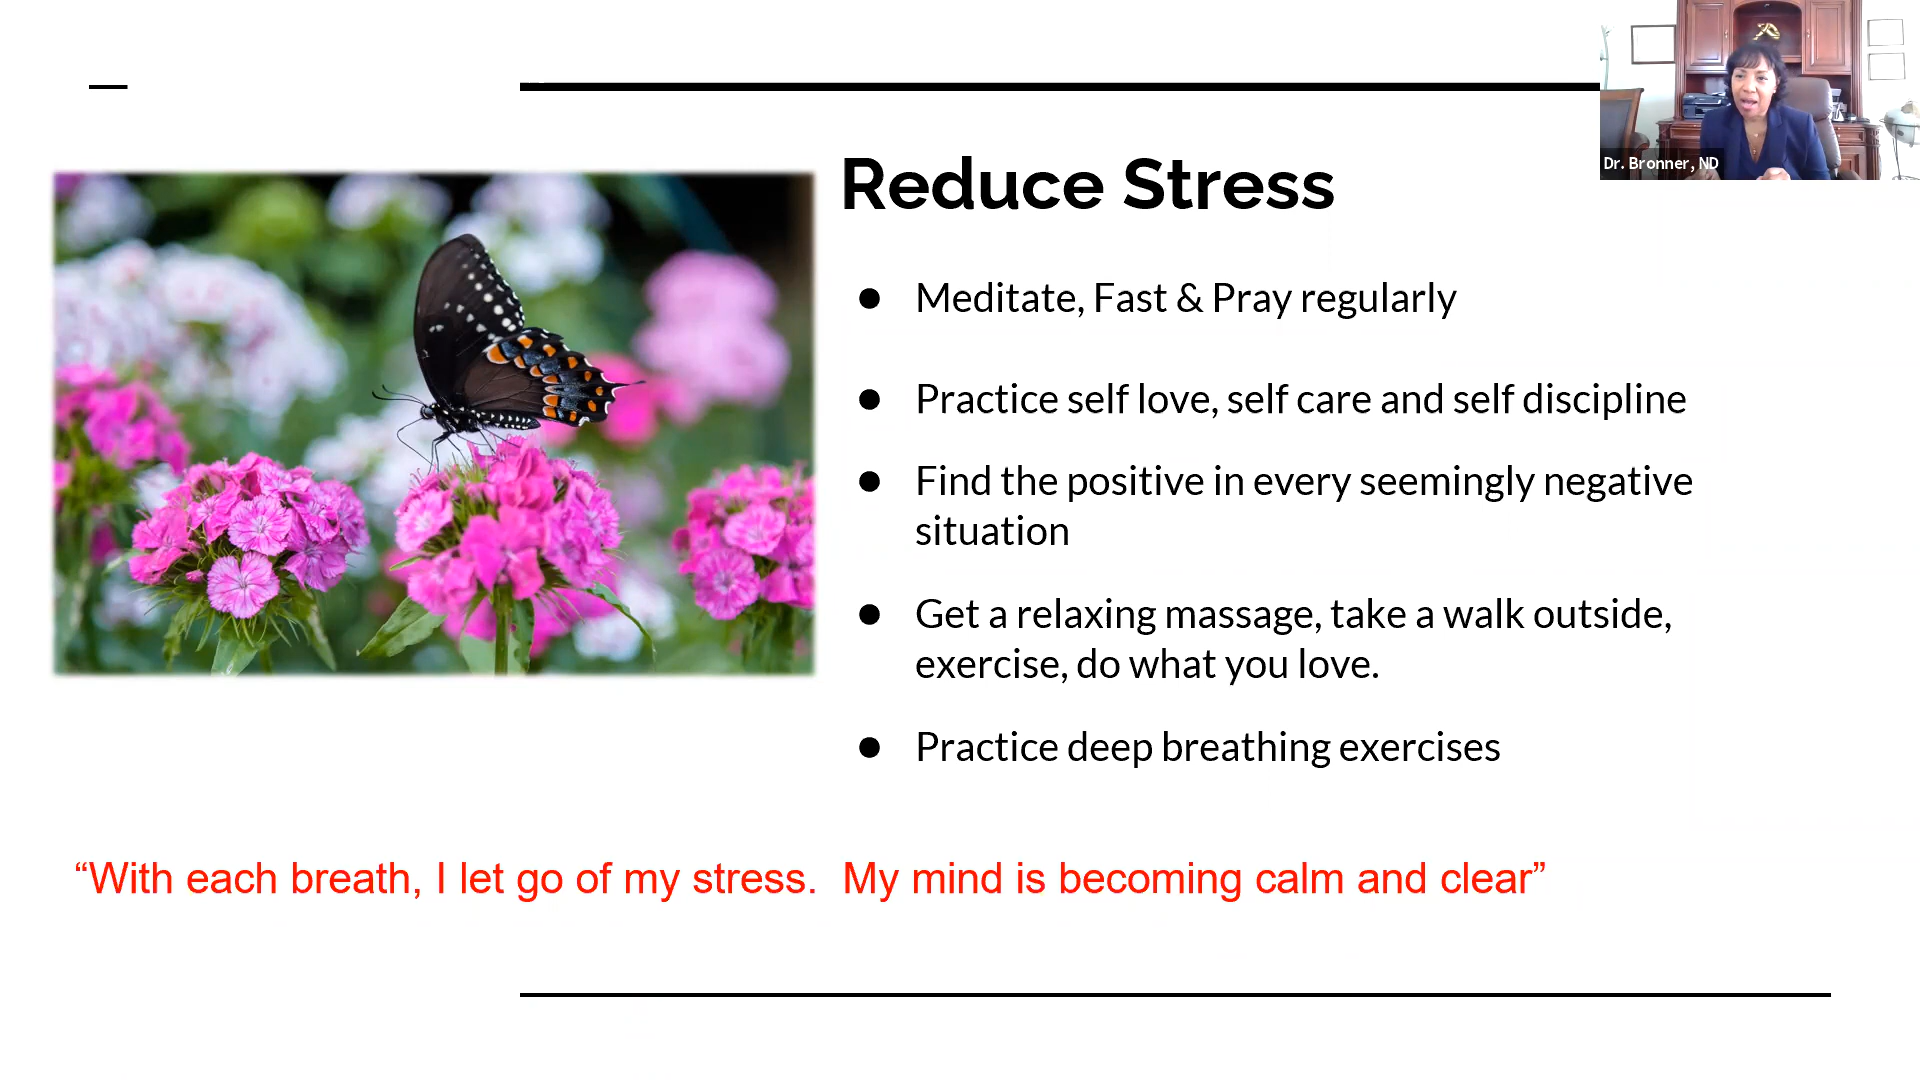 Dr. Bronner, ND
Reduce Stress
● Meditate, Fast & Pray regularly
● Practice self love, self care and self discipline
● Find the positive in every seemingly negative
situation
● Get a relaxing massage, take a walk outside,
exercise, do what you love.
● Practice deep breathing exercises
“With each breath, I let go of my stress.  My mind is becoming calm and clear”